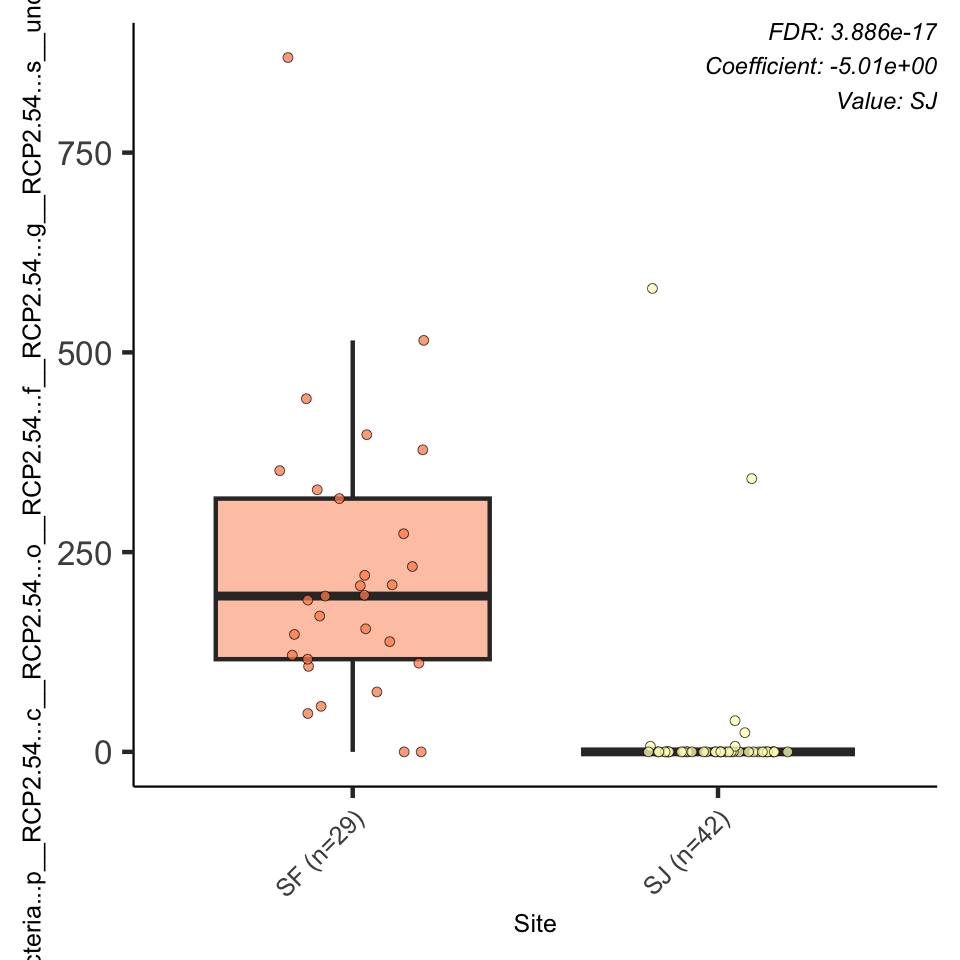 FDR: 3.886e-17
Coefficient: -5.01e+00
Value: SJ
cteria...p__RCP2.54...c__RCP2.54...o__RCP2.54...f__RCP2.54...g__RCP2.54...s__unc
750
500
250
0
SF (n=29)
SJ (n=42)
Site